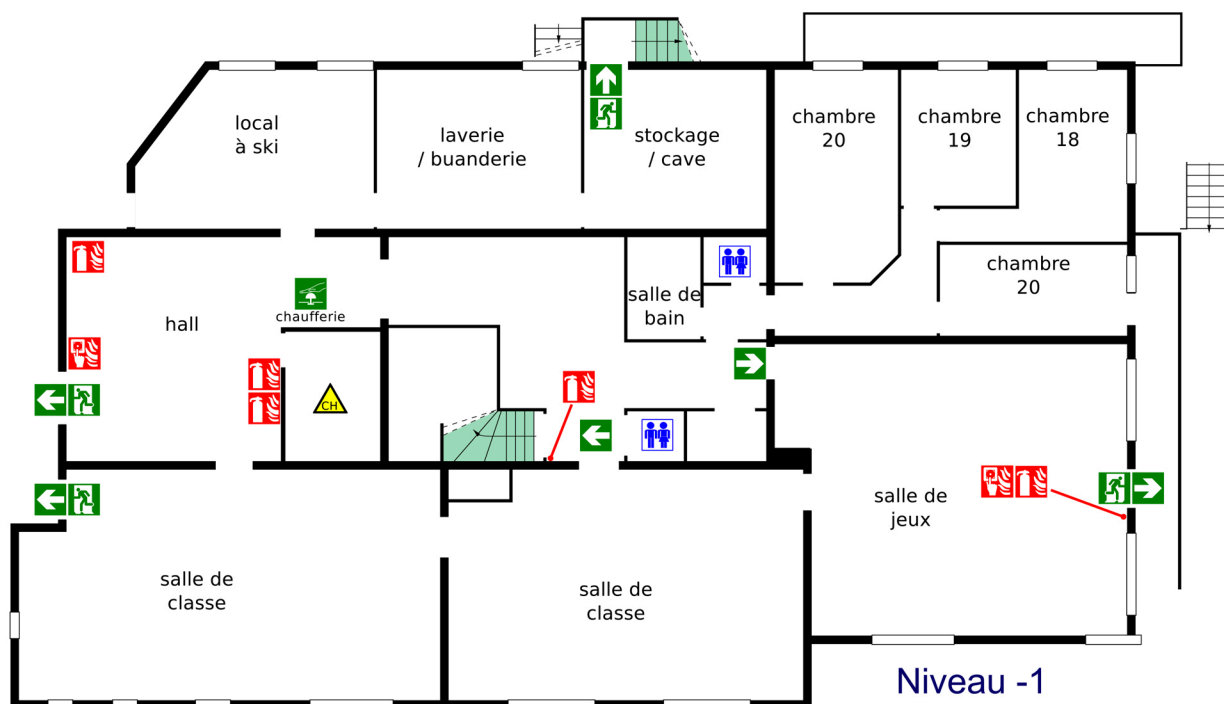 local
à ski
laverie
/ buanderie
stockage
/ cave
chambre
20
chambre
19
chambre
18
chambre
20
salle de
bain
hall
chaufferie
CH
salle de
jeux
salle de
classe
salle de
classe
Niveau -1